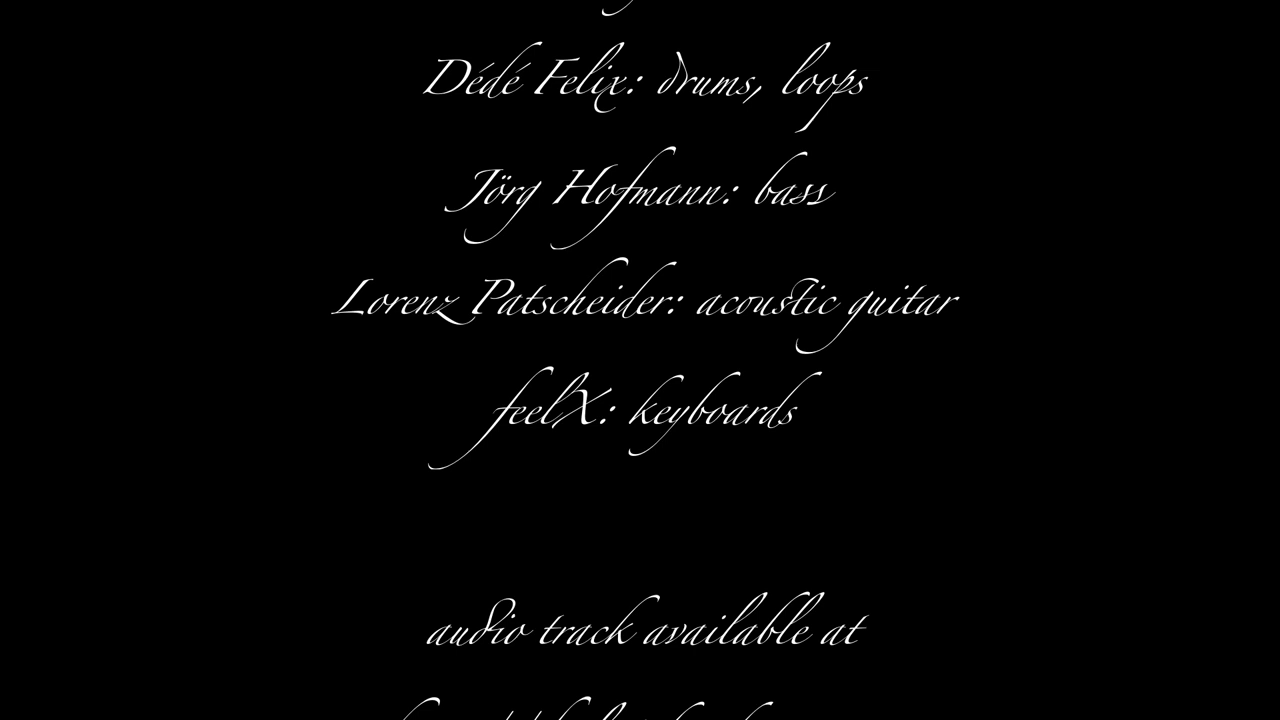 Dédé Felix: drums, loops
Jörg Hofmann: bass
Lorenz Patscheider: acoustic guitar
feelX: keyboards
audio track available at